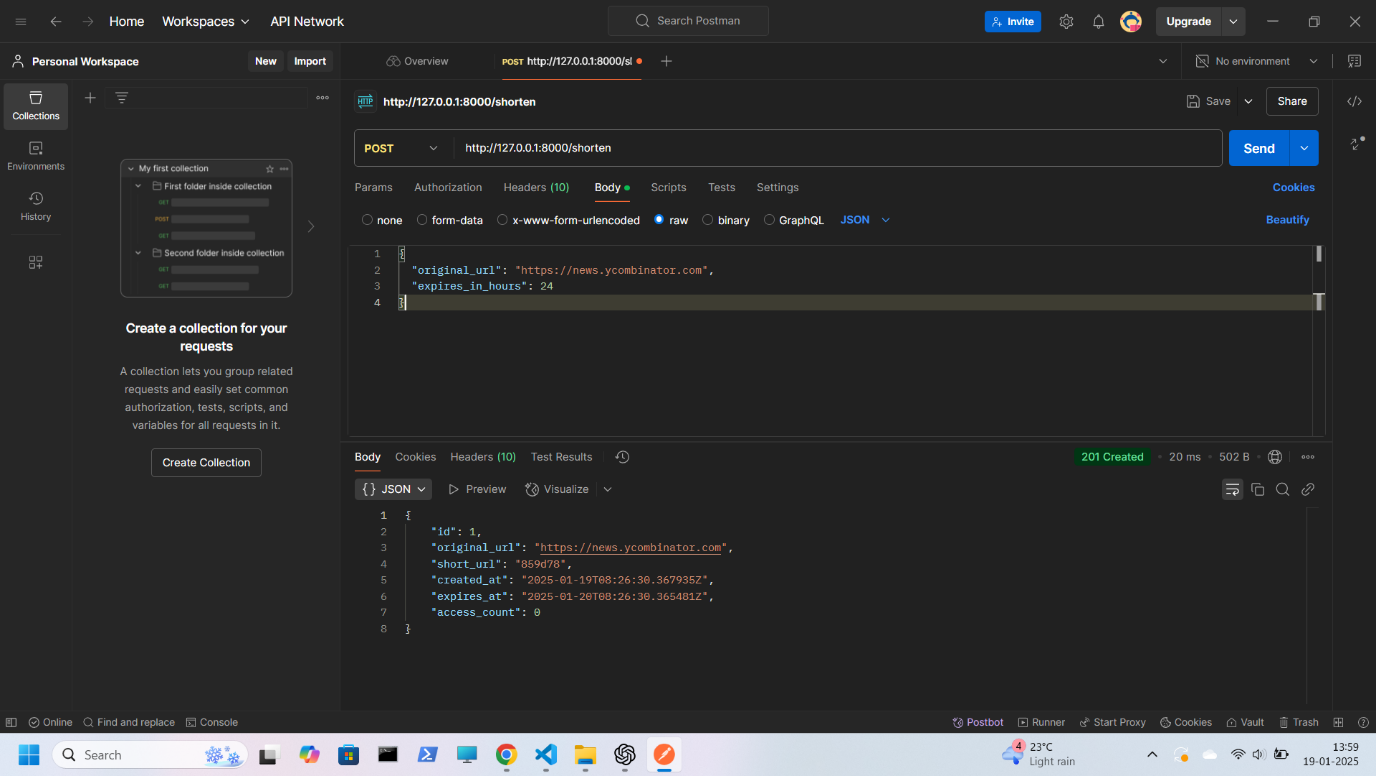 Home Workspaces API Network Search Postman Invite Upgrade
Personal Workspace New Import Overview POST http://127.0.0.1:8000/sl No environment
Collections
Environments
History
My first collection
First folder inside collection
GET
POST
GET
Second folder inside collection
GET
GET
Create a collection for your
requests
A collection lets you group related
requests and easily set common
authorization, tests, scripts, and
variables for all requests in it.
Create Collection
HTTP http://127.0.0.1:8000/shorten Save Share
POST http://127.0.0.1:8000/shorten Send
Params Authorization Headers (10) Body Scripts Tests Settings Cookies
none form-data x-www-form-urlencoded raw binary GraphQL JSON Beautify
1 {
2 "original_url": "https://news.ycombinator.com",
3 "expires_in_hours": 24
4 }
Body Cookies Headers (10) Test Results 201 Created 20 ms 502 B
{} JSON Preview Visualize
1 {
2 "id": 1,
3 "original_url": "https://news.ycombinator.com",
4 "short_url": "859d78",
5 "created_at": "2025-01-19T08:26:30.367935Z",
6 "expires_at": "2025-01-20T08:26:30.365481Z",
7 "access_count": 0
8 }
Online Find and replace Console Postbot Runner Start Proxy Cookies Vault Trash
Search 4 23°C
Light rain
13:59
19-01-2025